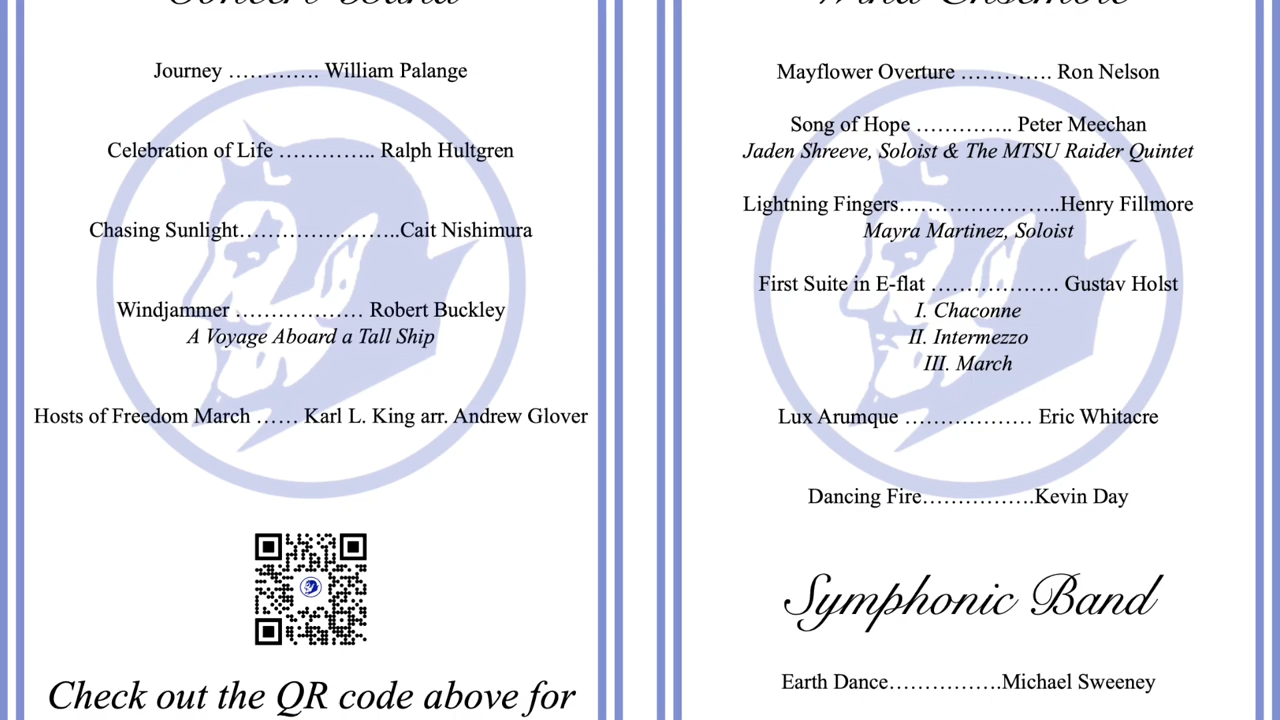 Concert Band
Journey …………. William Palange
Celebration of Life ………….. Ralph Hultgren
Chasing Sunlight…………………..Cait Nishimura
Windjammer ……………… Robert Buckley
A Voyage Aboard a Tall Ship
Hosts of Freedom March …… Karl L. King arr. Andrew Glover
Check out the QR code above for
Wind Ensemble
Mayflower Overture …………. Ron Nelson
Song of Hope ………….. Peter Meechan
Jaden Shreeve, Soloist & The MTSU Raider Quintet
Lightning Fingers…………………..Henry Fillmore
Mayra Martinez, Soloist
First Suite in E-flat ……………… Gustav Holst
I. Chaconne
II. Intermezzo
III. March
Lux Arumque ……………… Eric Whitacre
Dancing Fire…………….Kevin Day
Symphonic Band
Earth Dance…………….Michael Sweeney